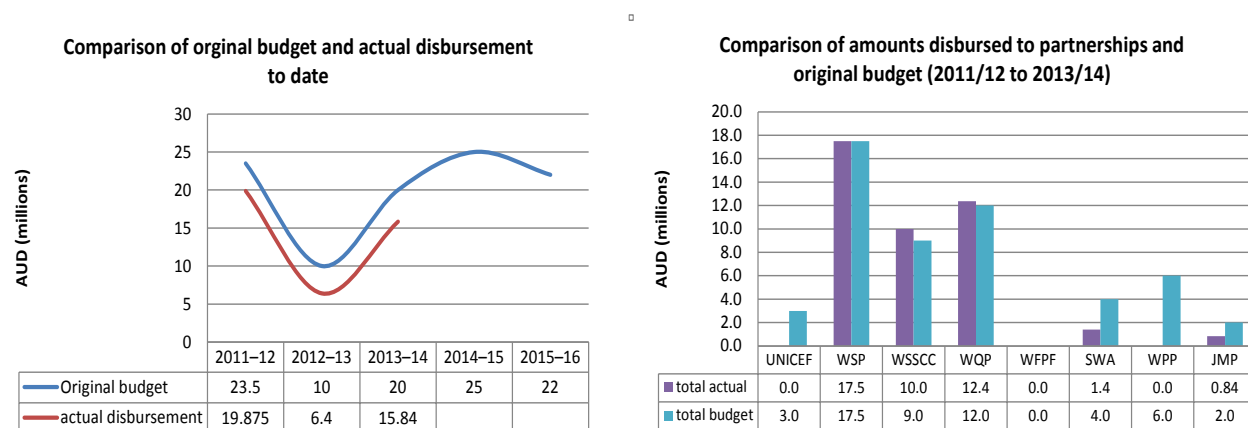 Comparison of orginal budget and actual disbursement
to date
AUD (millions)
30
25
20
15
10
5
0
2011–12 2012–13 2013–14 2014–15 2015–16
Original budget 23.5 10 20 25 22
actual disbursement 19.875 6.4 15.84
Comparison of amounts disbursed to partnerships and
original budget (2011/12 to 2013/14)
AUD (millions)
20.0
18.0
16.0
14.0
12.0
10.0
8.0
6.0
4.0
2.0
0.0
UNICEF WSP WSSCC WQP WFPF SWA WPP JMP
total actual 0.0 17.5 10.0 12.4 0.0 1.4 0.0 0.84
total budget 3.0 17.5 9.0 12.0 0.0 4.0 6.0 2.0